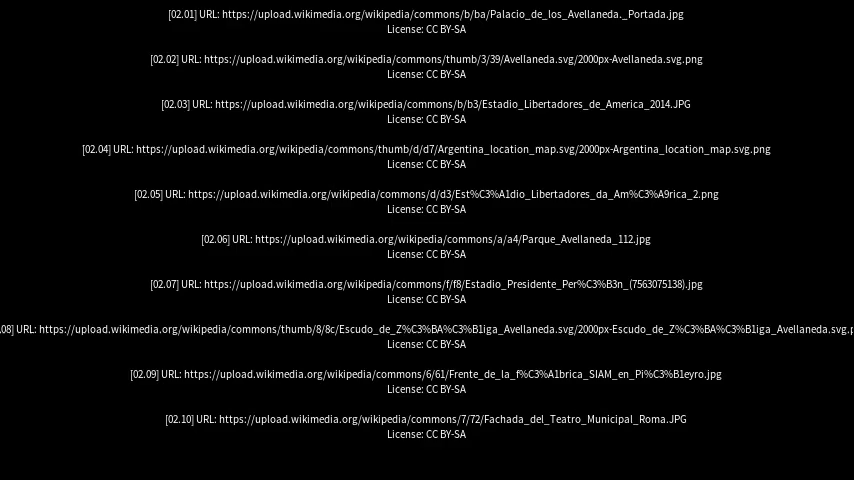 [02.01] URL: https://upload.wikimedia.org/wikipedia/commons/b/ba/Palacio_de_los_Avellaneda._Portada.jpg
License: CC BY-SA
[02.02] URL: https://upload.wikimedia.org/wikipedia/commons/thumb/3/39/Avellaneda.svg/2000px-Avellaneda.svg.png
License: CC BY-SA
[02.03] URL: https://upload.wikimedia.org/wikipedia/commons/b/b3/Estadio_Libertadores_de_America_2014.JPG
License: CC BY-SA
[02.04] URL: https://upload.wikimedia.org/wikipedia/commons/thumb/d/d7/Argentina_location_map.svg/2000px-Argentina_location_map.svg.png
License: CC BY-SA
[02.05] URL: https://upload.wikimedia.org/wikipedia/commons/d/d3/Est%C3%A1dio_Libertadores_da_Am%C3%A9rica_2.png
License: CC BY-SA
[02.06] URL: https://upload.wikimedia.org/wikipedia/commons/a/a4/Parque_Avellaneda_112.jpg
License: CC BY-SA
[02.07] URL: https://upload.wikimedia.org/wikipedia/commons/f/f8/Estadio_Presidente_Per%C3%B3n_(7563075138).jpg
License: CC BY-SA
.08] URL: https://upload.wikimedia.org/wikipedia/commons/thumb/8/8c/Escudo_de_Z%C3%BA%C3%B1iga_Avellaneda.svg/2000px-Escudo_de_Z%C3%BA%C3%B1iga_Avellaneda.svg.p
License: CC BY-SA
[02.09] URL: https://upload.wikimedia.org/wikipedia/commons/6/61/Frente_de_la_f%C3%A1brica_SIAM_en_Pi%C3%B1eyro.jpg
License: CC BY-SA
[02.10] URL: https://upload.wikimedia.org/wikipedia/commons/7/72/Fachada_del_Teatro_Municipal_Roma.JPG
License: CC BY-SA